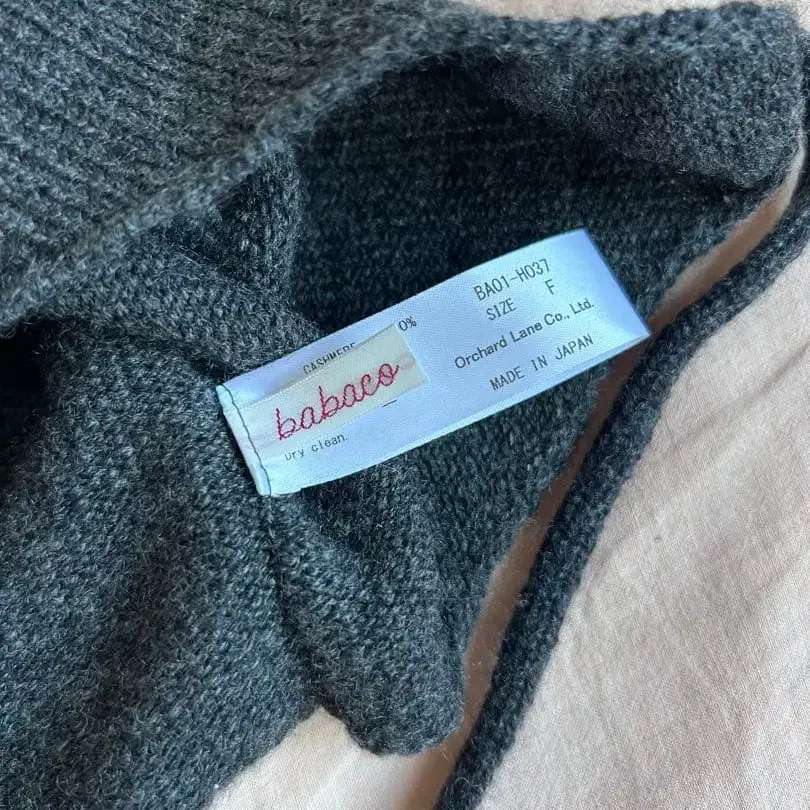 BA01-H037
SIZE F
Orchard Lane Co., Ltd.
MADE IN JAPAN
CASHMERE 0%
babaco
Dry clean.